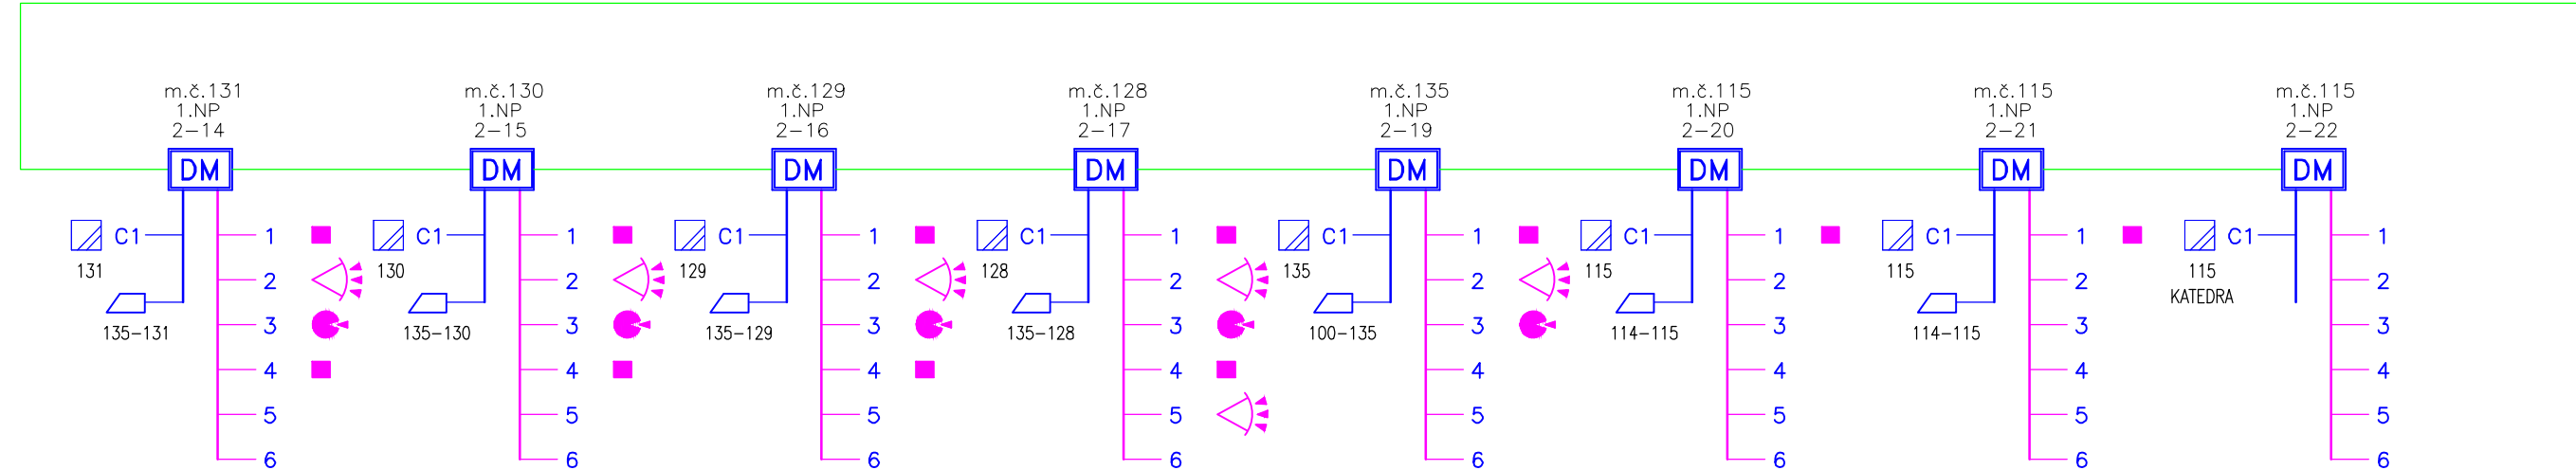 m.č.131
1.NP
2-14
DM
C1
131
135-131
1
2
3
4
5
6
m.č.130
1.NP
2-15
DM
C1
130
135-130
1
2
3
4
5
6
m.č.129
1.NP
2-16
DM
C1
129
135-129
1
2
3
4
5
6
m.č.128
1.NP
2-17
DM
C1
128
135-128
1
2
3
4
5
6
m.č.135
1.NP
2-19
DM
C1
135
100-135
1
2
3
4
5
6
m.č.115
1.NP
2-20
DM
C1
115
114-115
1
2
3
4
5
6
m.č.115
1.NP
2-21
DM
C1
115
114-115
1
2
3
4
5
6
m.č.115
1.NP
2-22
DM
C1
115
KATEDRA
1
2
3
4
5
6